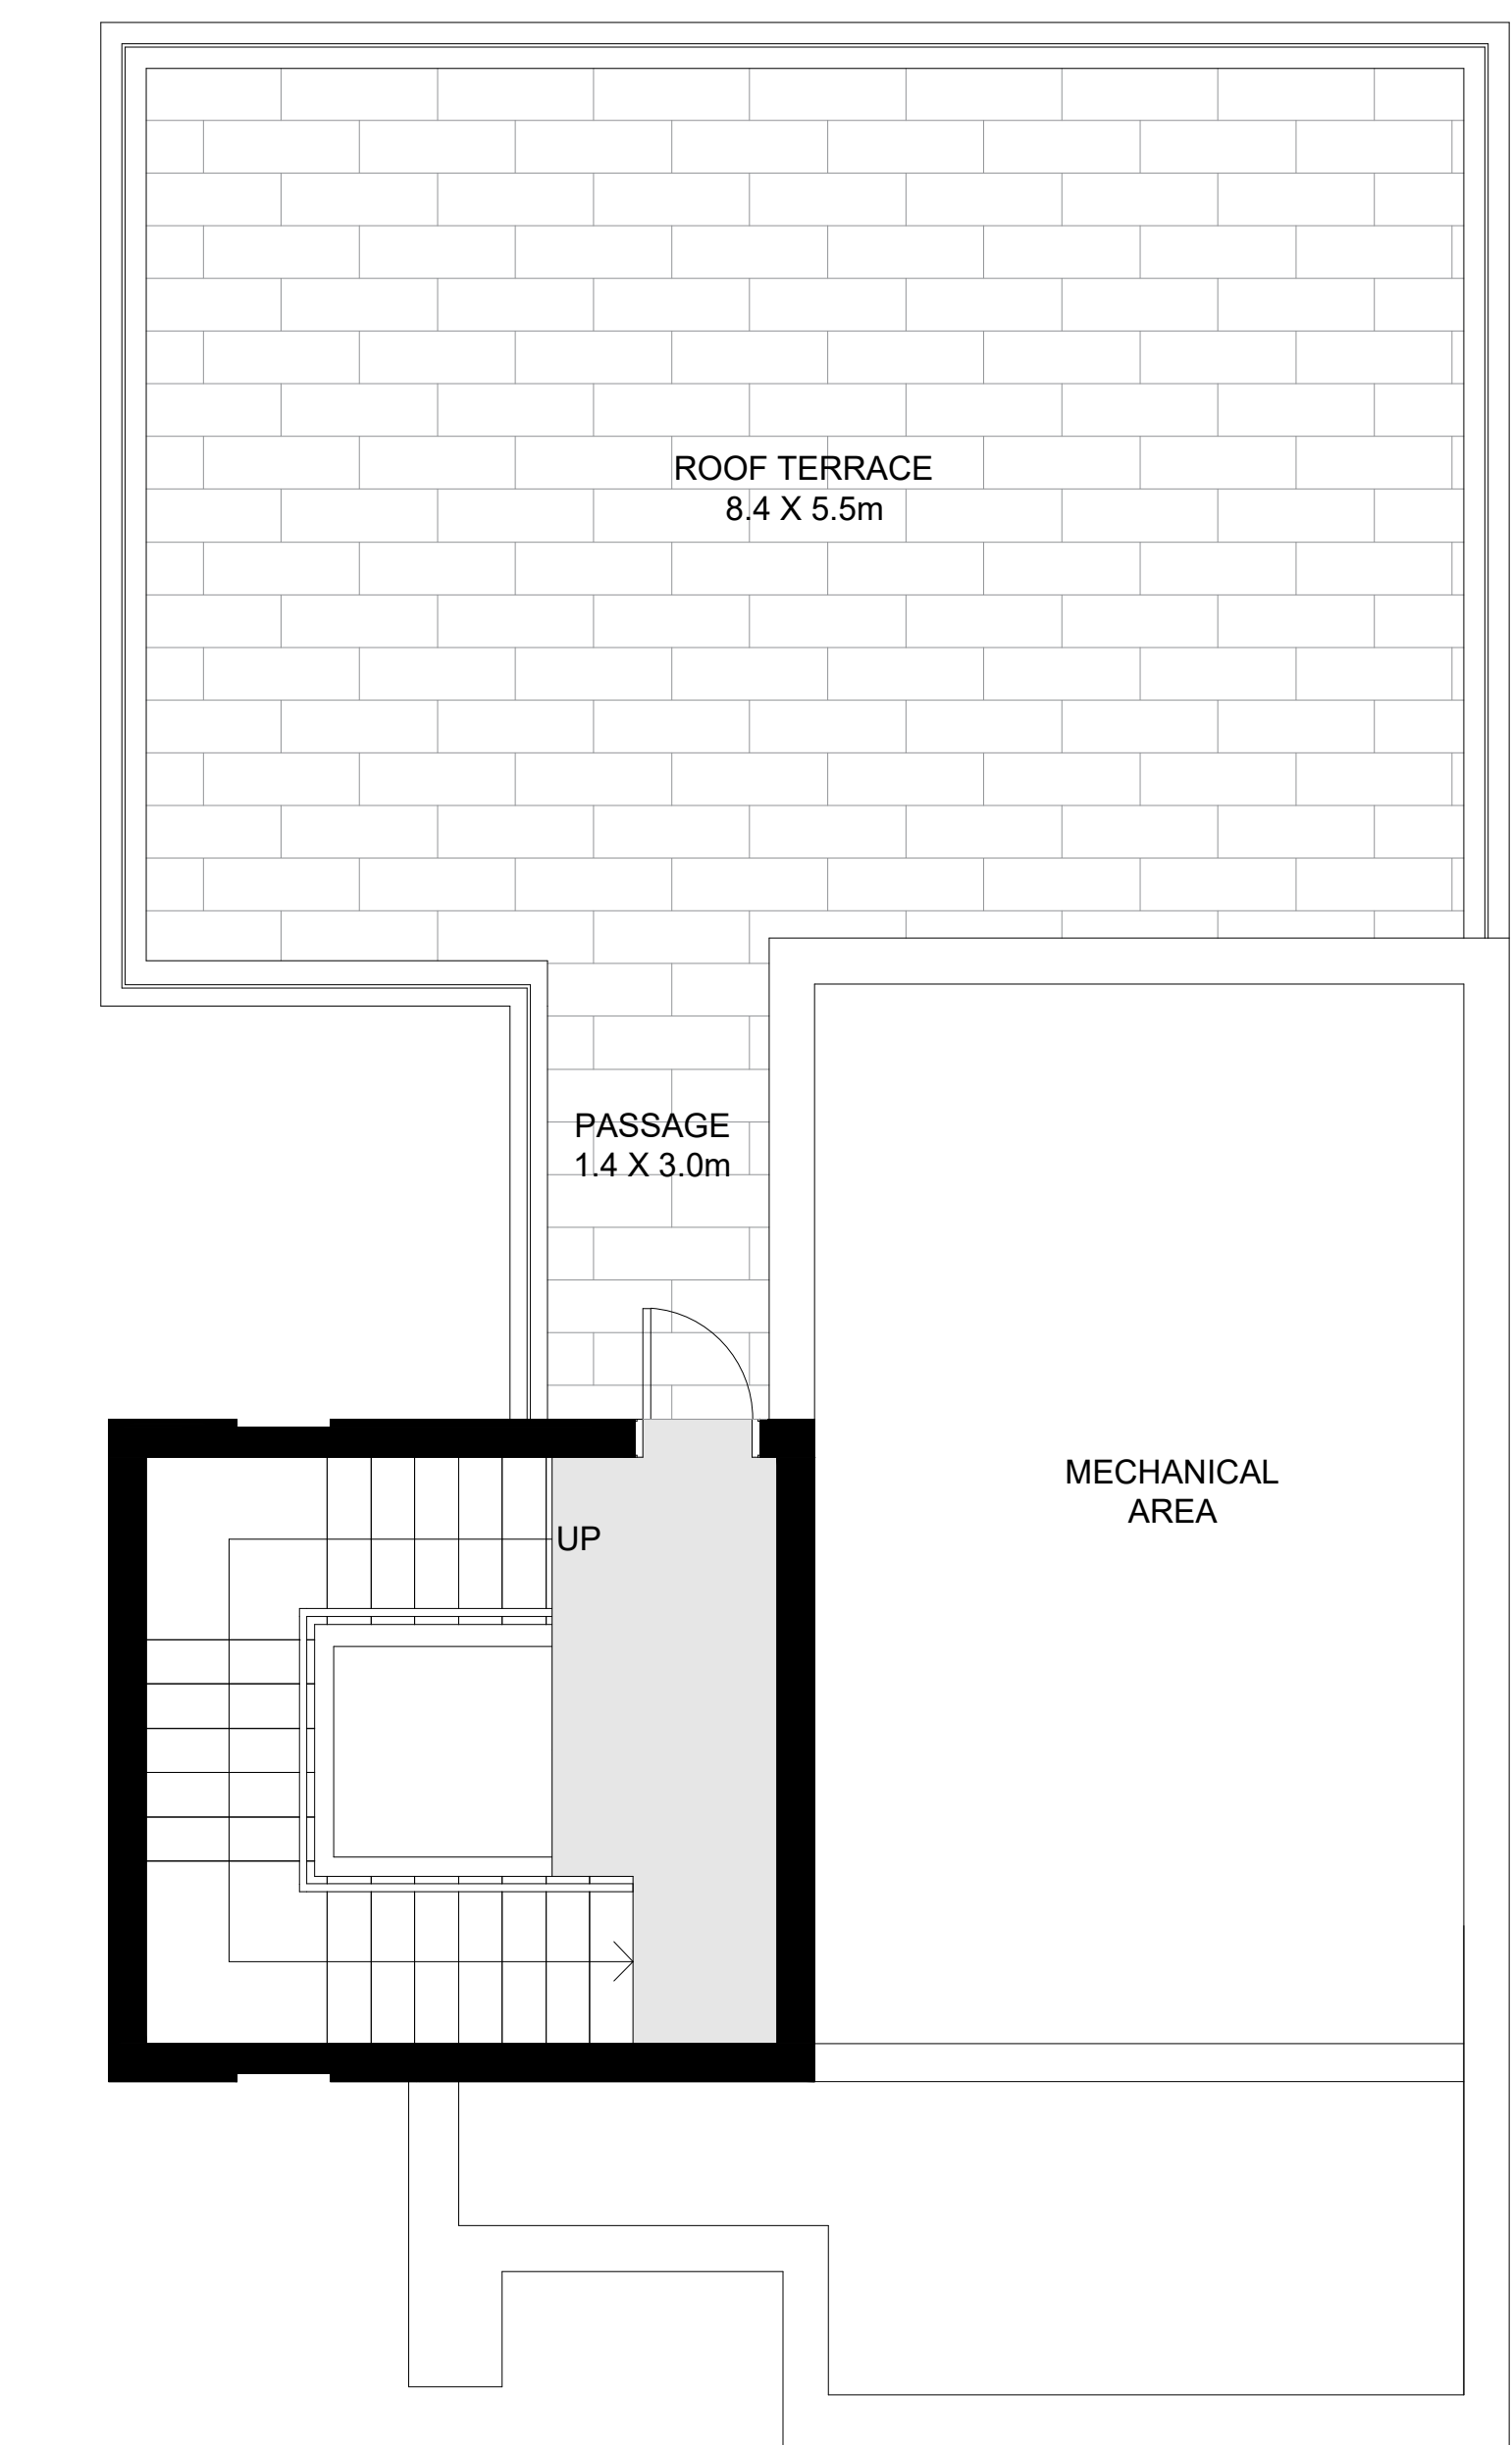 ROOF TERRACE
8.4 X 5.5m
PASSAGE
1.4 X 3.0m
MECHANICAL
AREA
UP